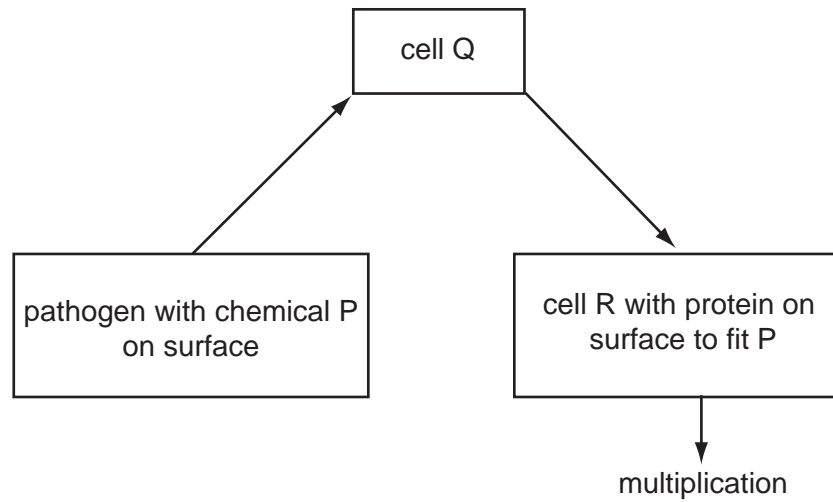 cell Q
pathogen with chemical P
on surface
cell R with protein on
surface to fit P
multiplication